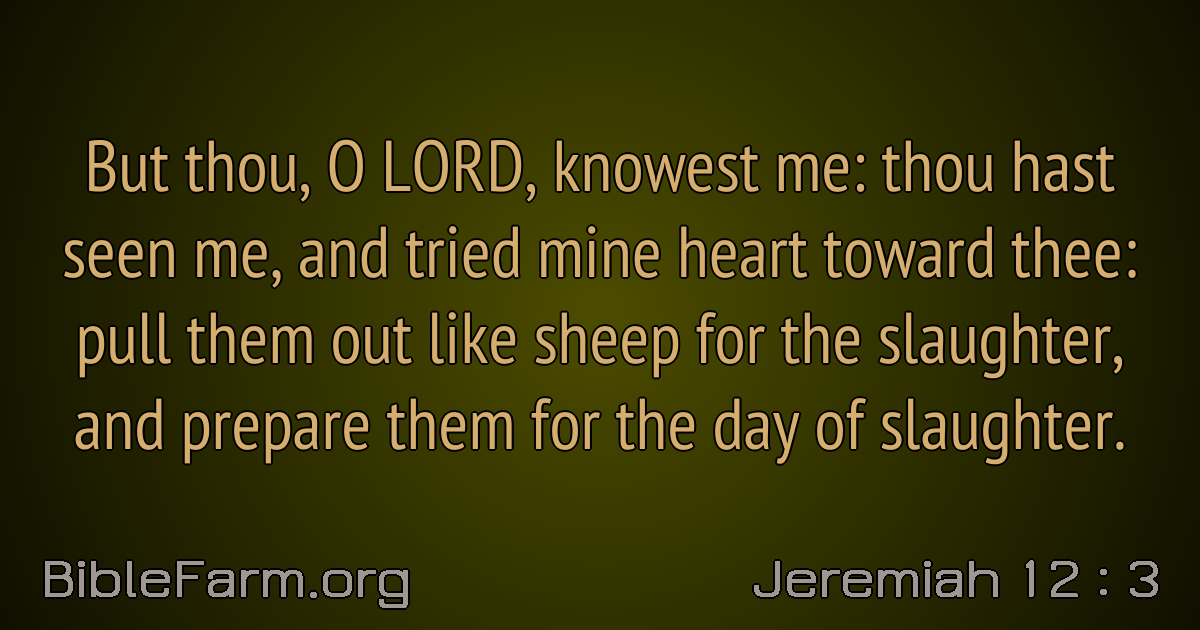 But thou, O LORD, knowest me: thou hast
seen me, and tried mine heart toward thee:
pull them out like sheep for the slaughter,
and prepare them for the day of slaughter.
BibleFarm.org
Jeremiah 12 : 3